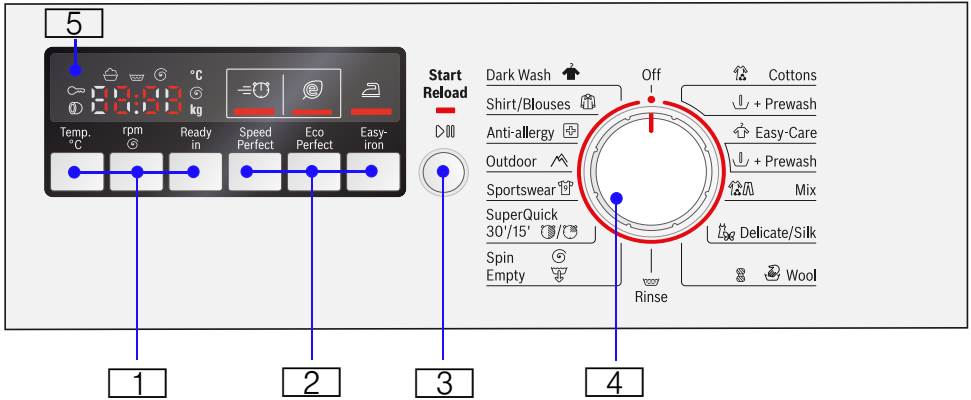 5
°C
88:88
kg
Temp.
°C
rpm
Ready
in
Speed
Perfect
Eco
Perfect
Easy-
iron
Start
Reload
Dark Wash
Shirt/Blouses
Anti-allergy
Outdoor
Sportswear
SuperQuick
30'/15'
Spin
Empty
Off
Rinse
Cottons
+ Prewash
Easy-Care
+ Prewash
Mix
Delicate/Silk
Wool
1
2
3
4